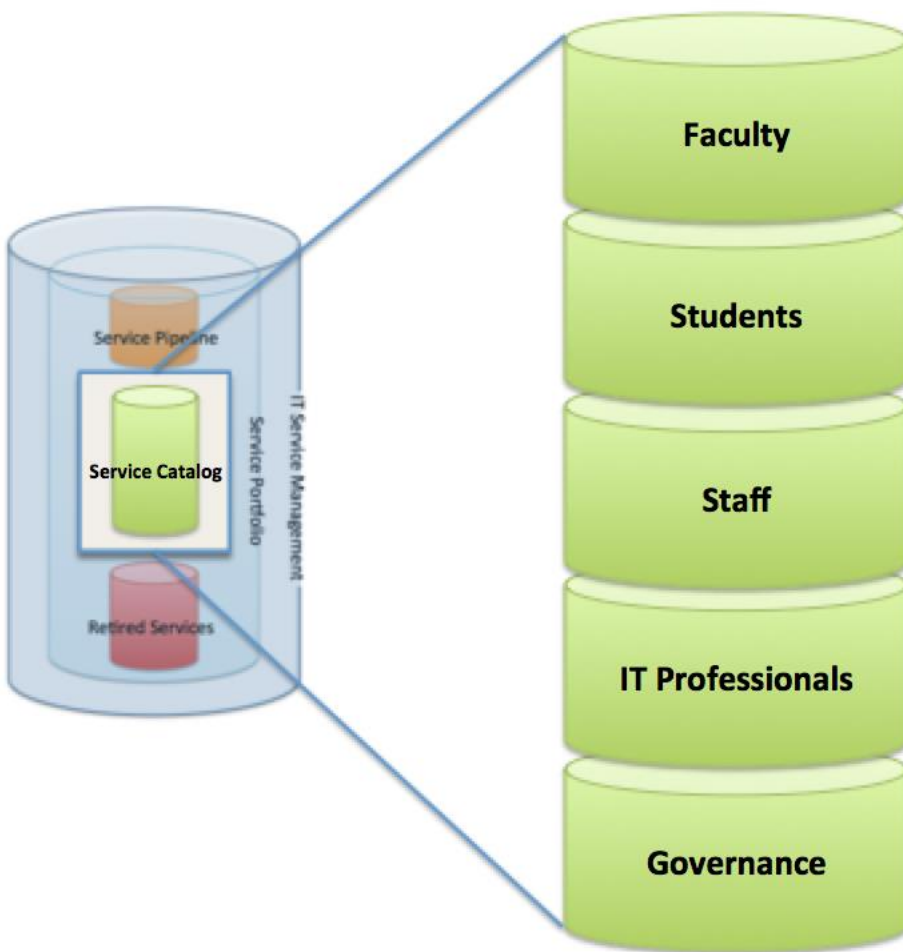 Faculty
Students
Staff
IT Professionals
Governance
Service Pipeline
Service Catalog
Retired Services
Service Portfolio
IT Service Management